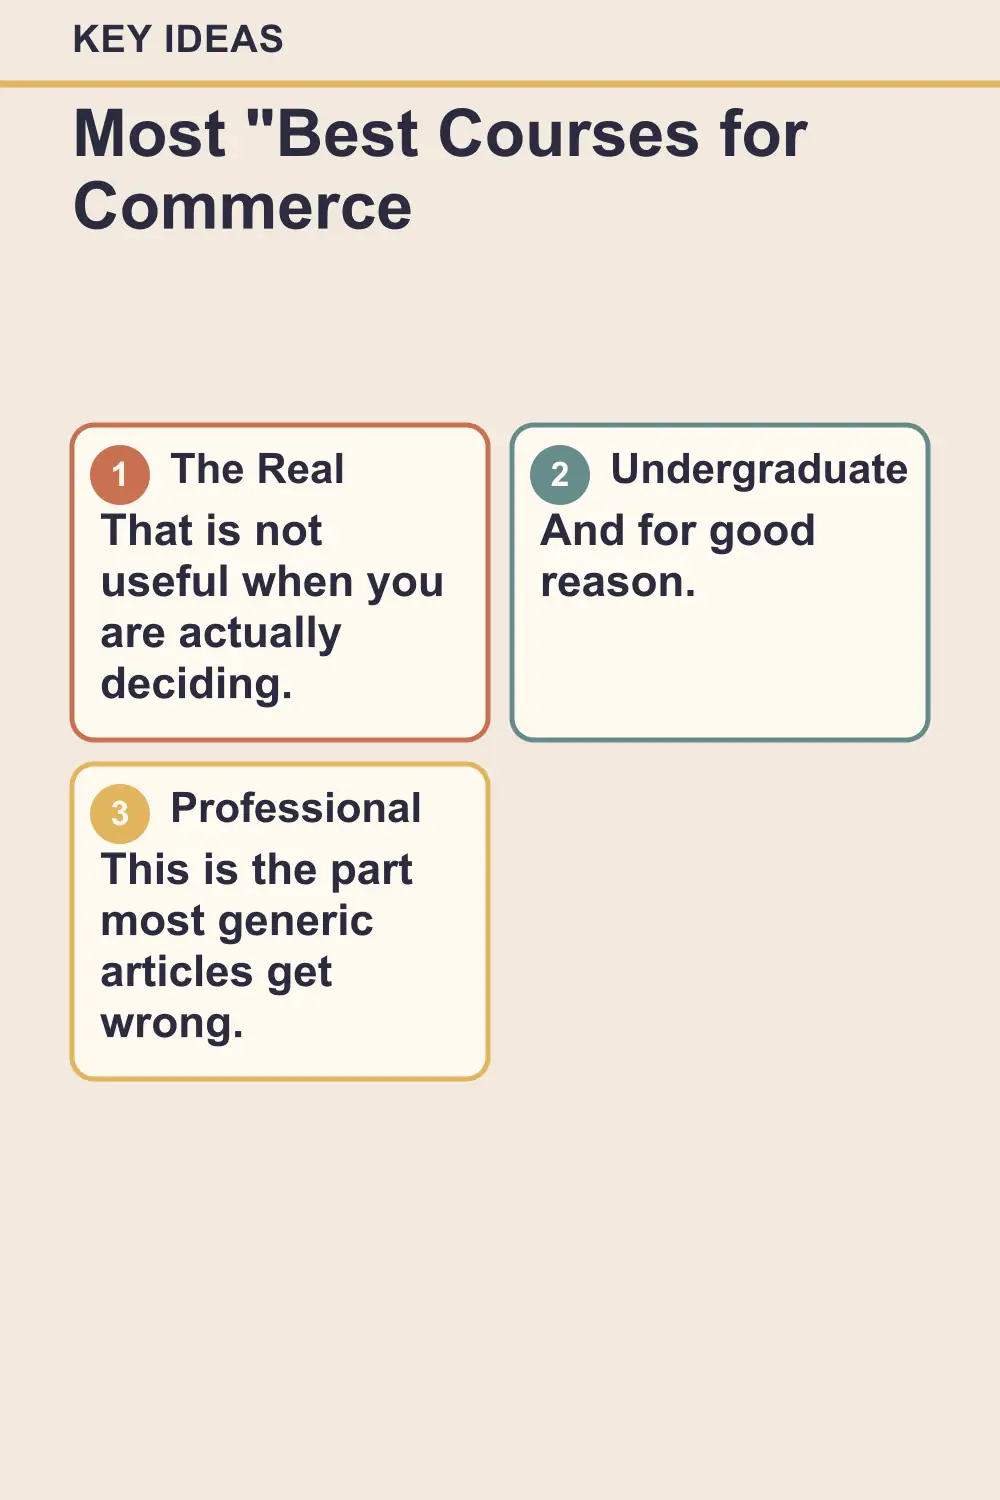 KEY IDEAS
Most "Best Courses for
Commerce
1 The Real
That is not
useful when you
are actually
deciding.
2 Undergraduate
And for good
reason.
3 Professional
This is the part
most generic
articles get
wrong.